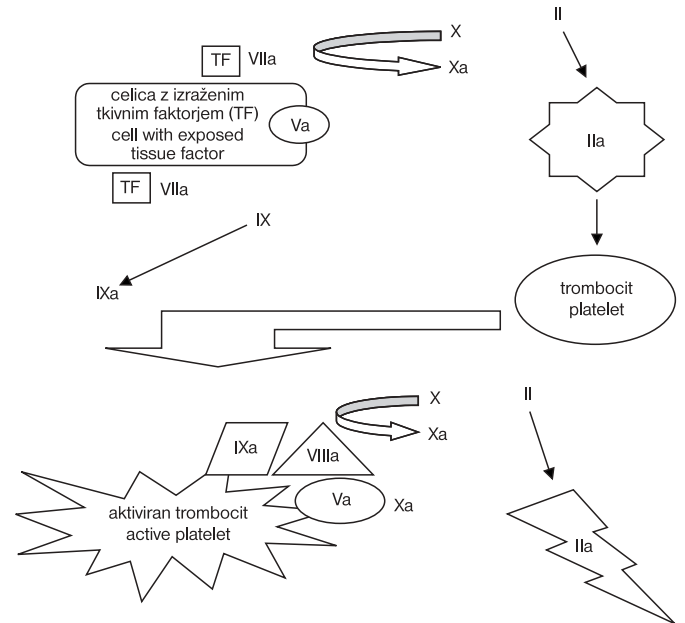 X
II
TF VIIa
Xa
celica z izraženim
tkivnim faktorjem (TF)
cell with exposed
tissue factor
Va
IIa
TF VIIa
IX
IXa
trombocit
platelet
X
II
IXa
VIIIa
Xa
aktiviran trombocit
active platelet
Va
Xa
IIa